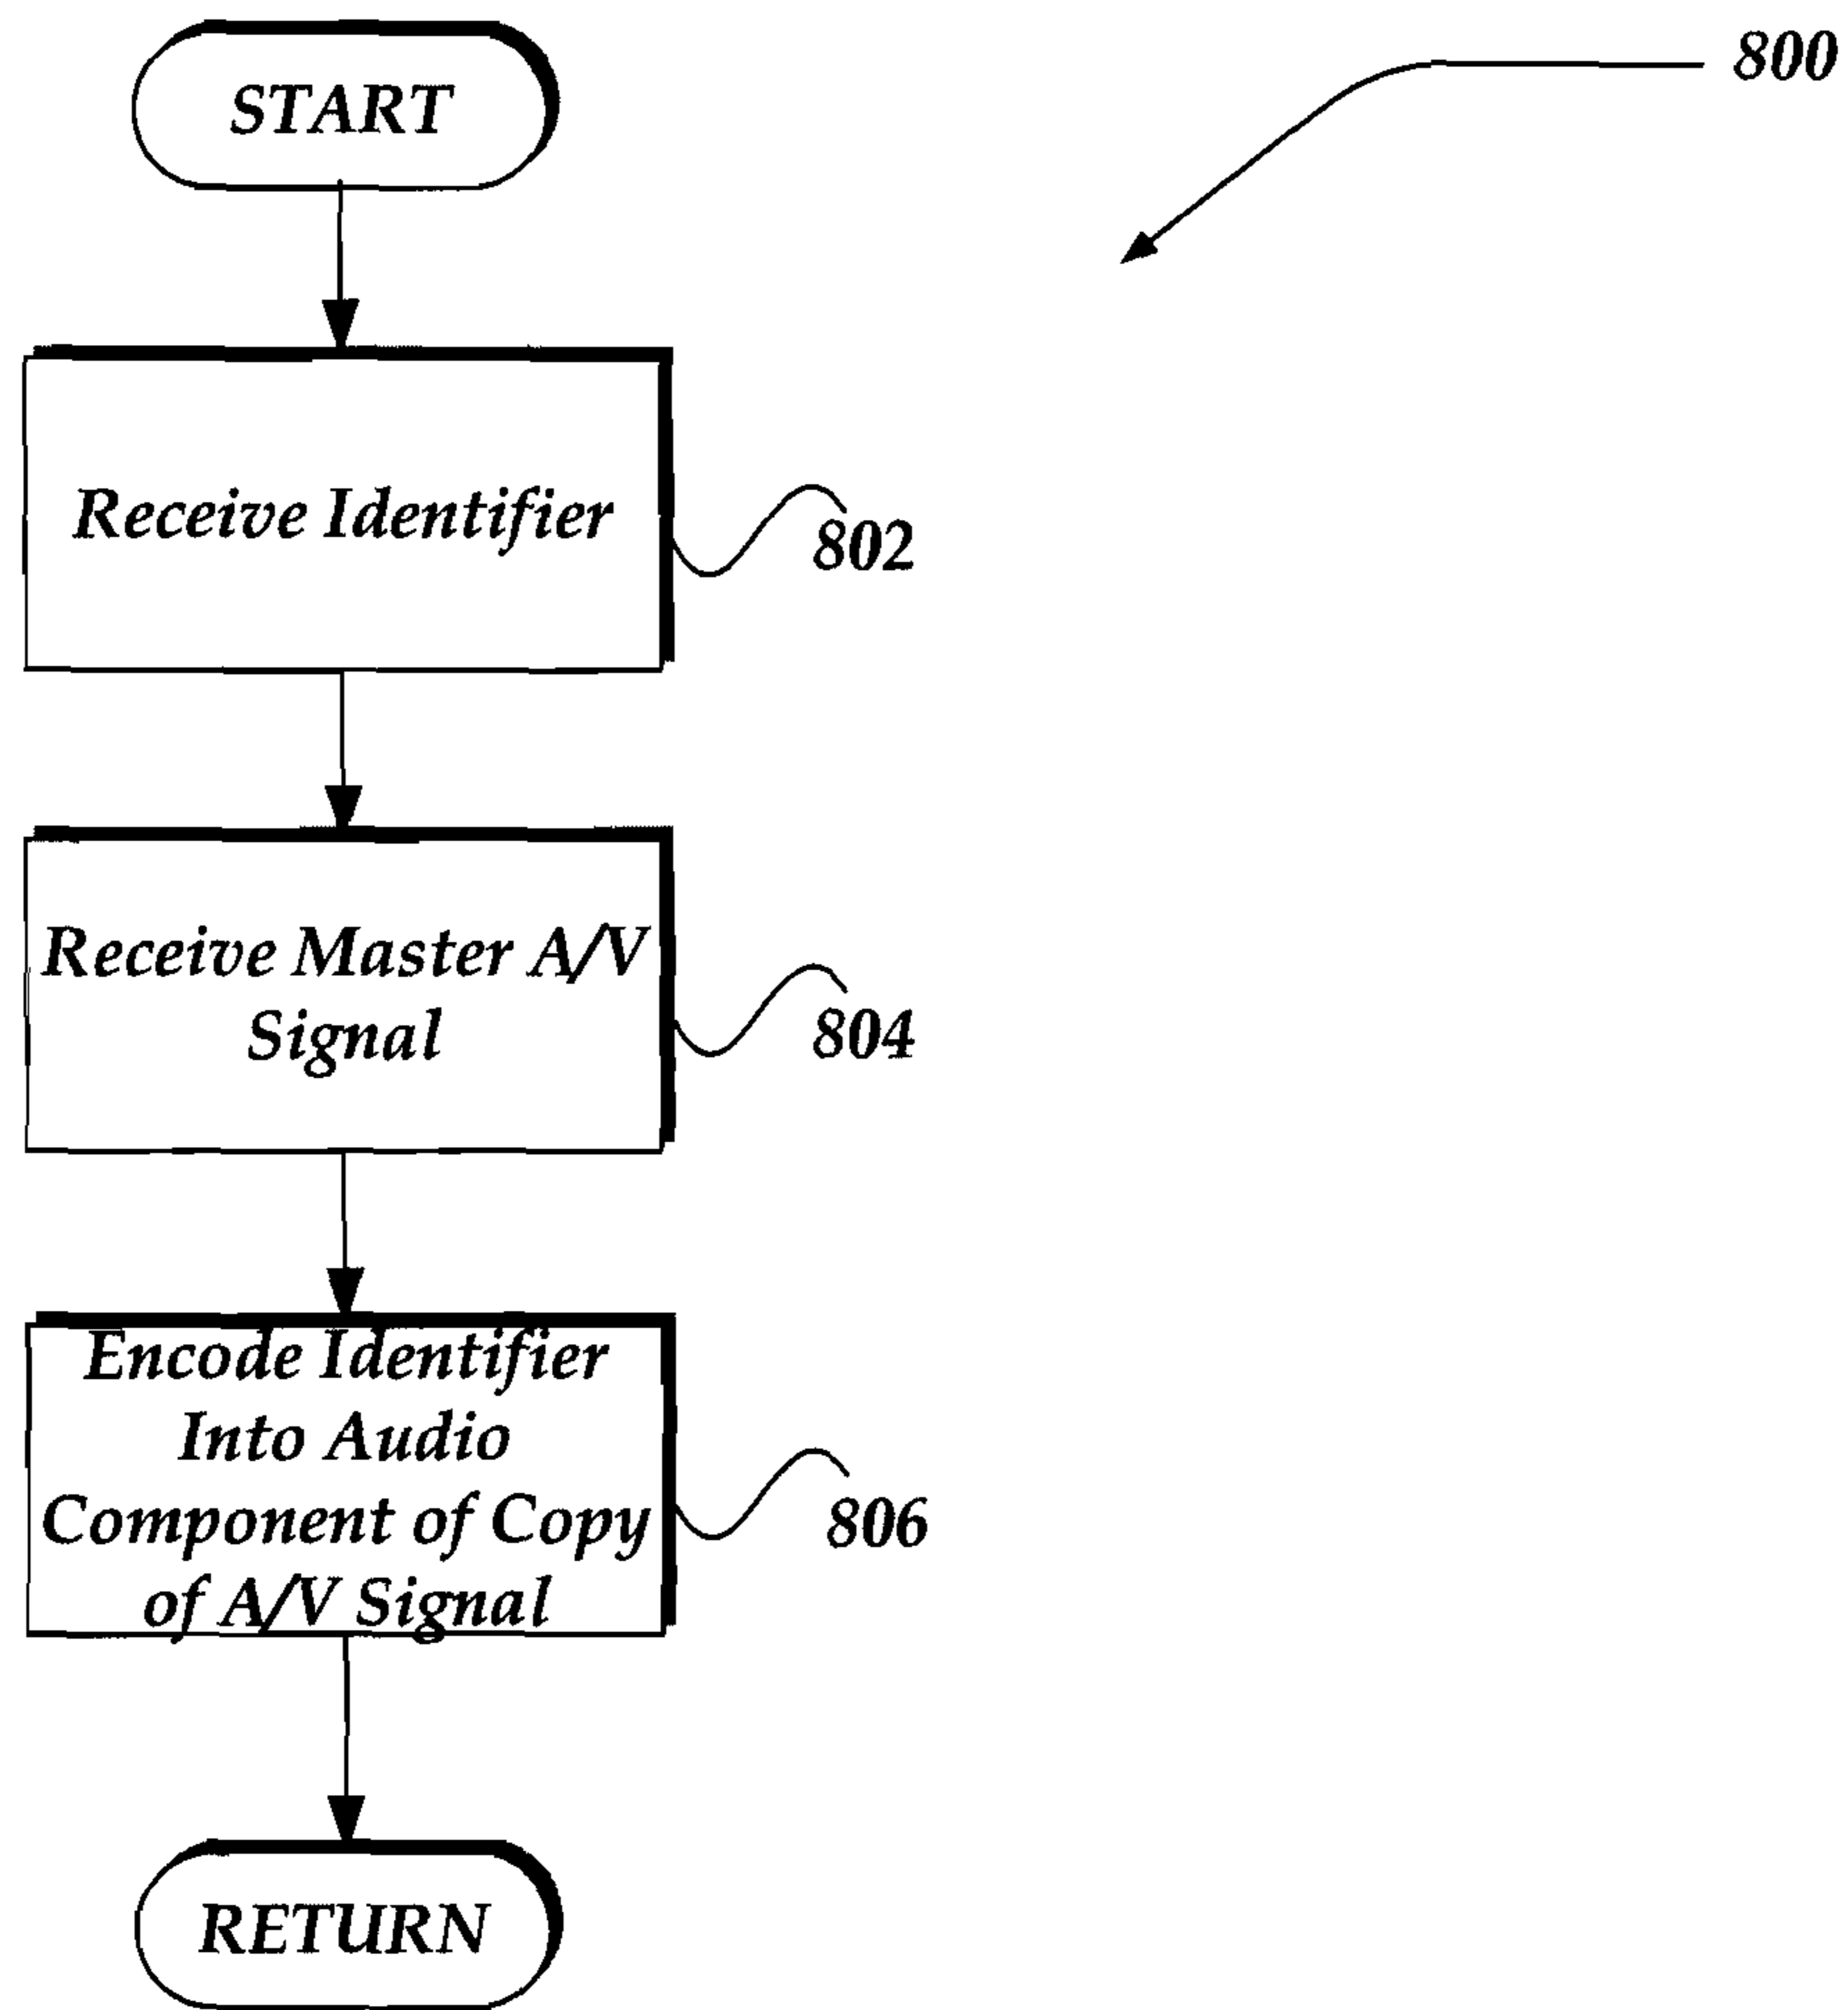 START
800
Receive Identifier
802
Receive Master A/V
Signal
804
Encode Identifier
Into Audio
Component of Copy
of A/V Signal
806
RETURN